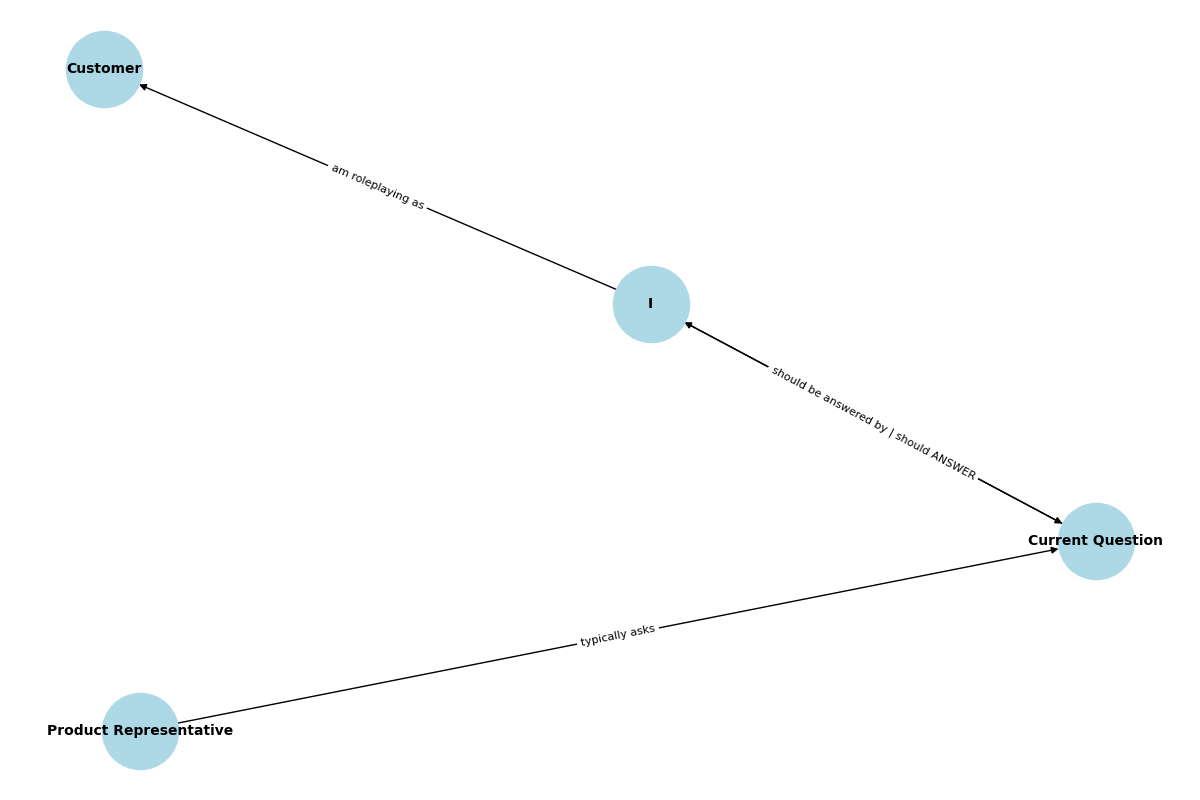 Customer
am roleplaying as
I
should be answered by | should ANSWER
Current Question
typically asks
Product Representative